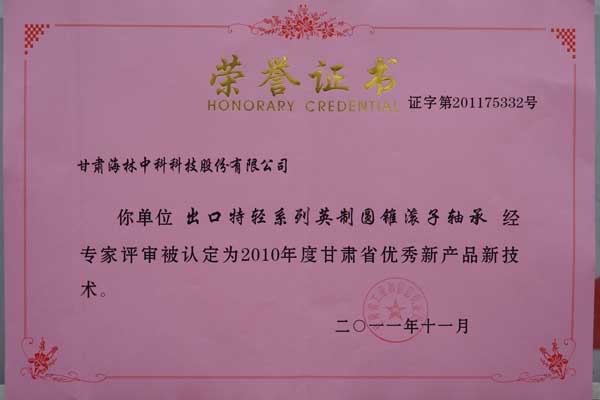 荣誉证书
HONORARY CREDENTIAL
证字第201175332号
甘肃海林中科科技股份有限公司
你单位 出口特轻系列英制圆锥滚子轴承 经
专家评审被认定为2010年度甘肃省优秀新产品新技
术。
二〇一一年十一月